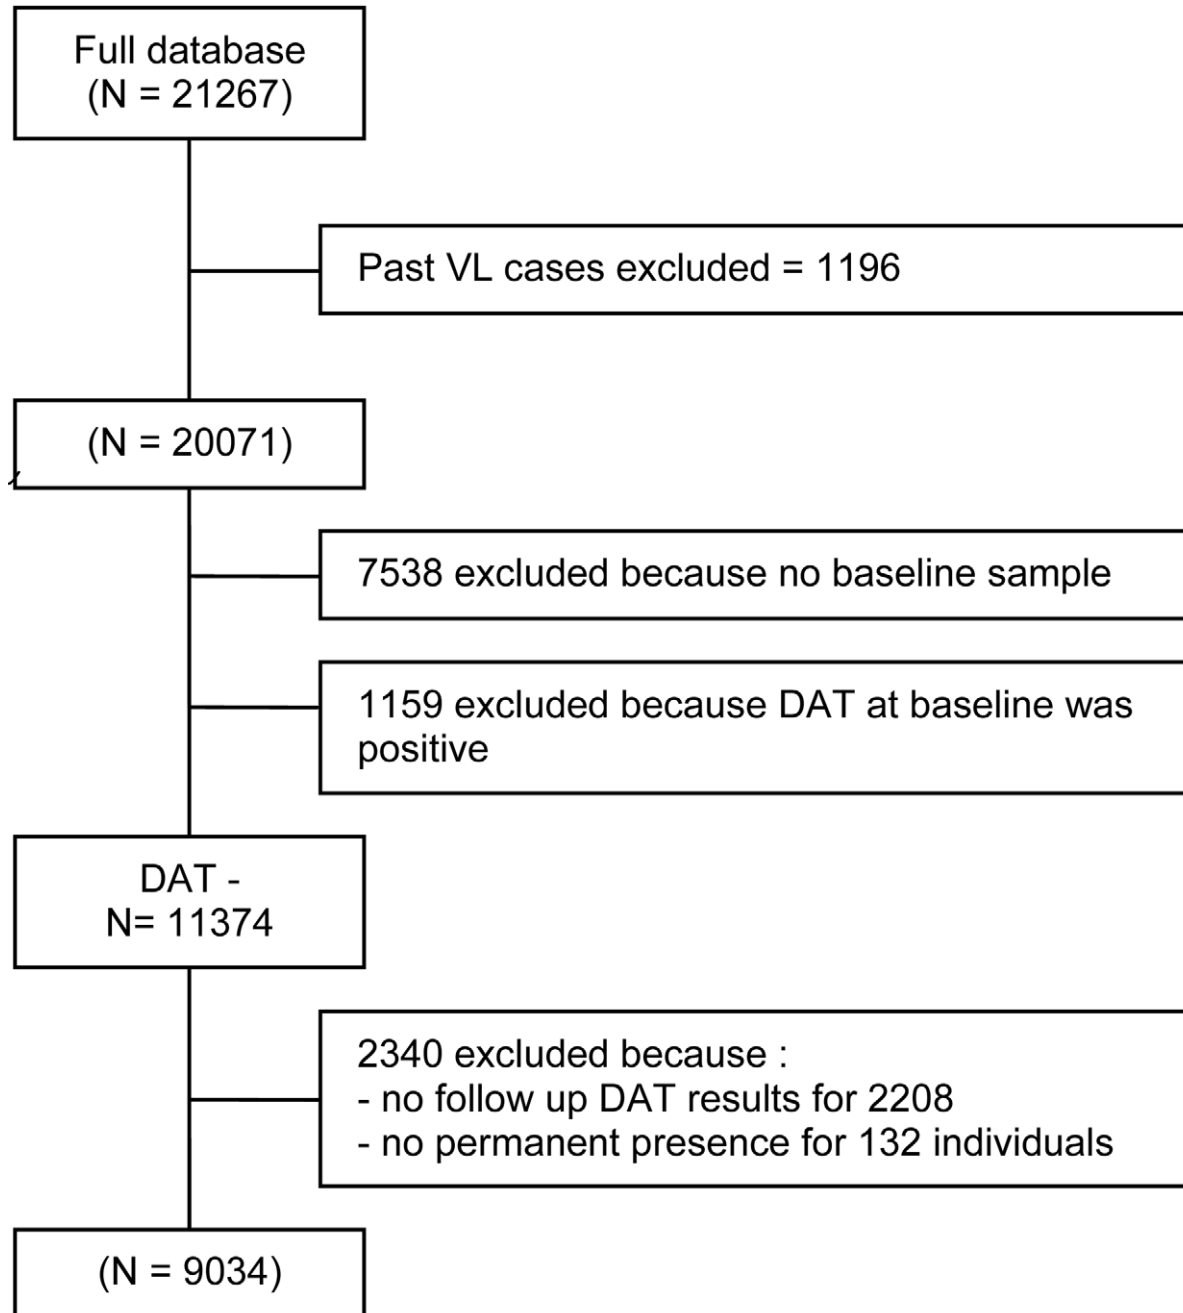 Full database
(N = 21267)
Past VL cases excluded = 1196
(N = 20071)
7538 excluded because no baseline sample
1159 excluded because DAT at baseline was
positive
DAT -
N= 11374
2340 excluded because :
- no follow up DAT results for 2208
- no permanent presence for 132 individuals
(N = 9034)